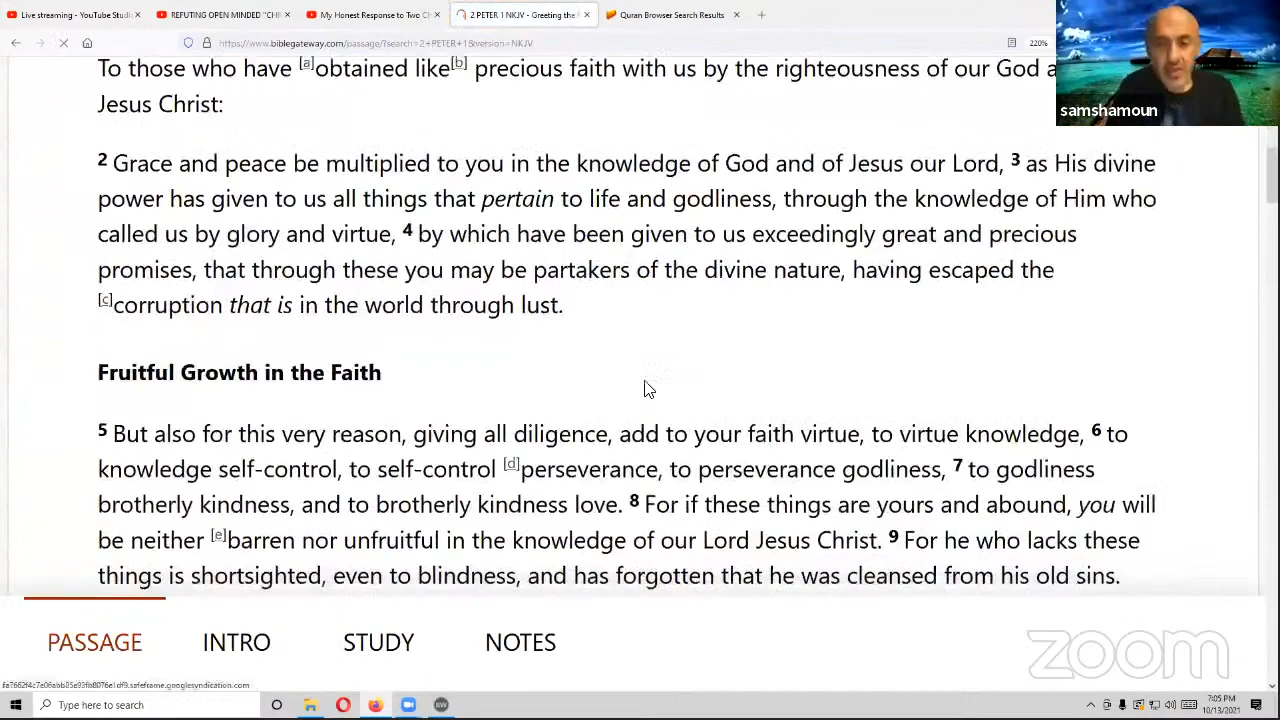 Live streaming - YouTube Studi
REFUTING OPEN MINDED "CHRI
My Honest Response to Two Ch
2 PETER 1 NKJV - Greeting the F
Quran Browser Search Results
220%
samshamoun
To those who have [a]obtained like[b] precious faith with us by the righteousness of our God a
Jesus Christ:
2 Grace and peace be multiplied to you in the knowledge of God and of Jesus our Lord, 3 as His divine
power has given to us all things that pertain to life and godliness, through the knowledge of Him who
called us by glory and virtue, 4 by which have been given to us exceedingly great and precious
promises, that through these you may be partakers of the divine nature, having escaped the
[c]corruption that is in the world through lust.
Fruitful Growth in the Faith
5 But also for this very reason, giving all diligence, add to your faith virtue, to virtue knowledge, 6 to
knowledge self-control, to self-control [d]perseverance, to perseverance godliness, 7 to godliness
brotherly kindness, and to brotherly kindness love. 8 For if these things are yours and abound, you will
be neither [e]barren nor unfruitful in the knowledge of our Lord Jesus Christ. 9 For he who lacks these
things is shortsighted, even to blindness, and has forgotten that he was cleansed from his old sins.
PASSAGE
INTRO
STUDY
NOTES
zoom
Type here to search
7:05 PM
10/13/2021